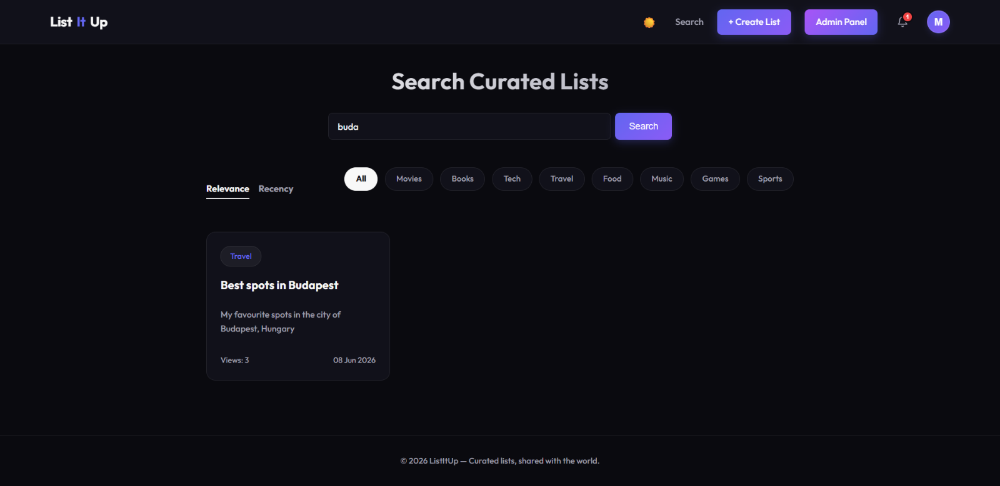 List It Up
Search
+ Create List
Admin Panel
1
M
Search Curated Lists
buda
Search
Relevance
Recency
All
Movies
Books
Tech
Travel
Food
Music
Games
Sports
Travel
Best spots in Budapest
My favourite spots in the city of
Budapest, Hungary
Views: 3
08 Jun 2026
© 2026 ListItUp — Curated lists, shared with the world.